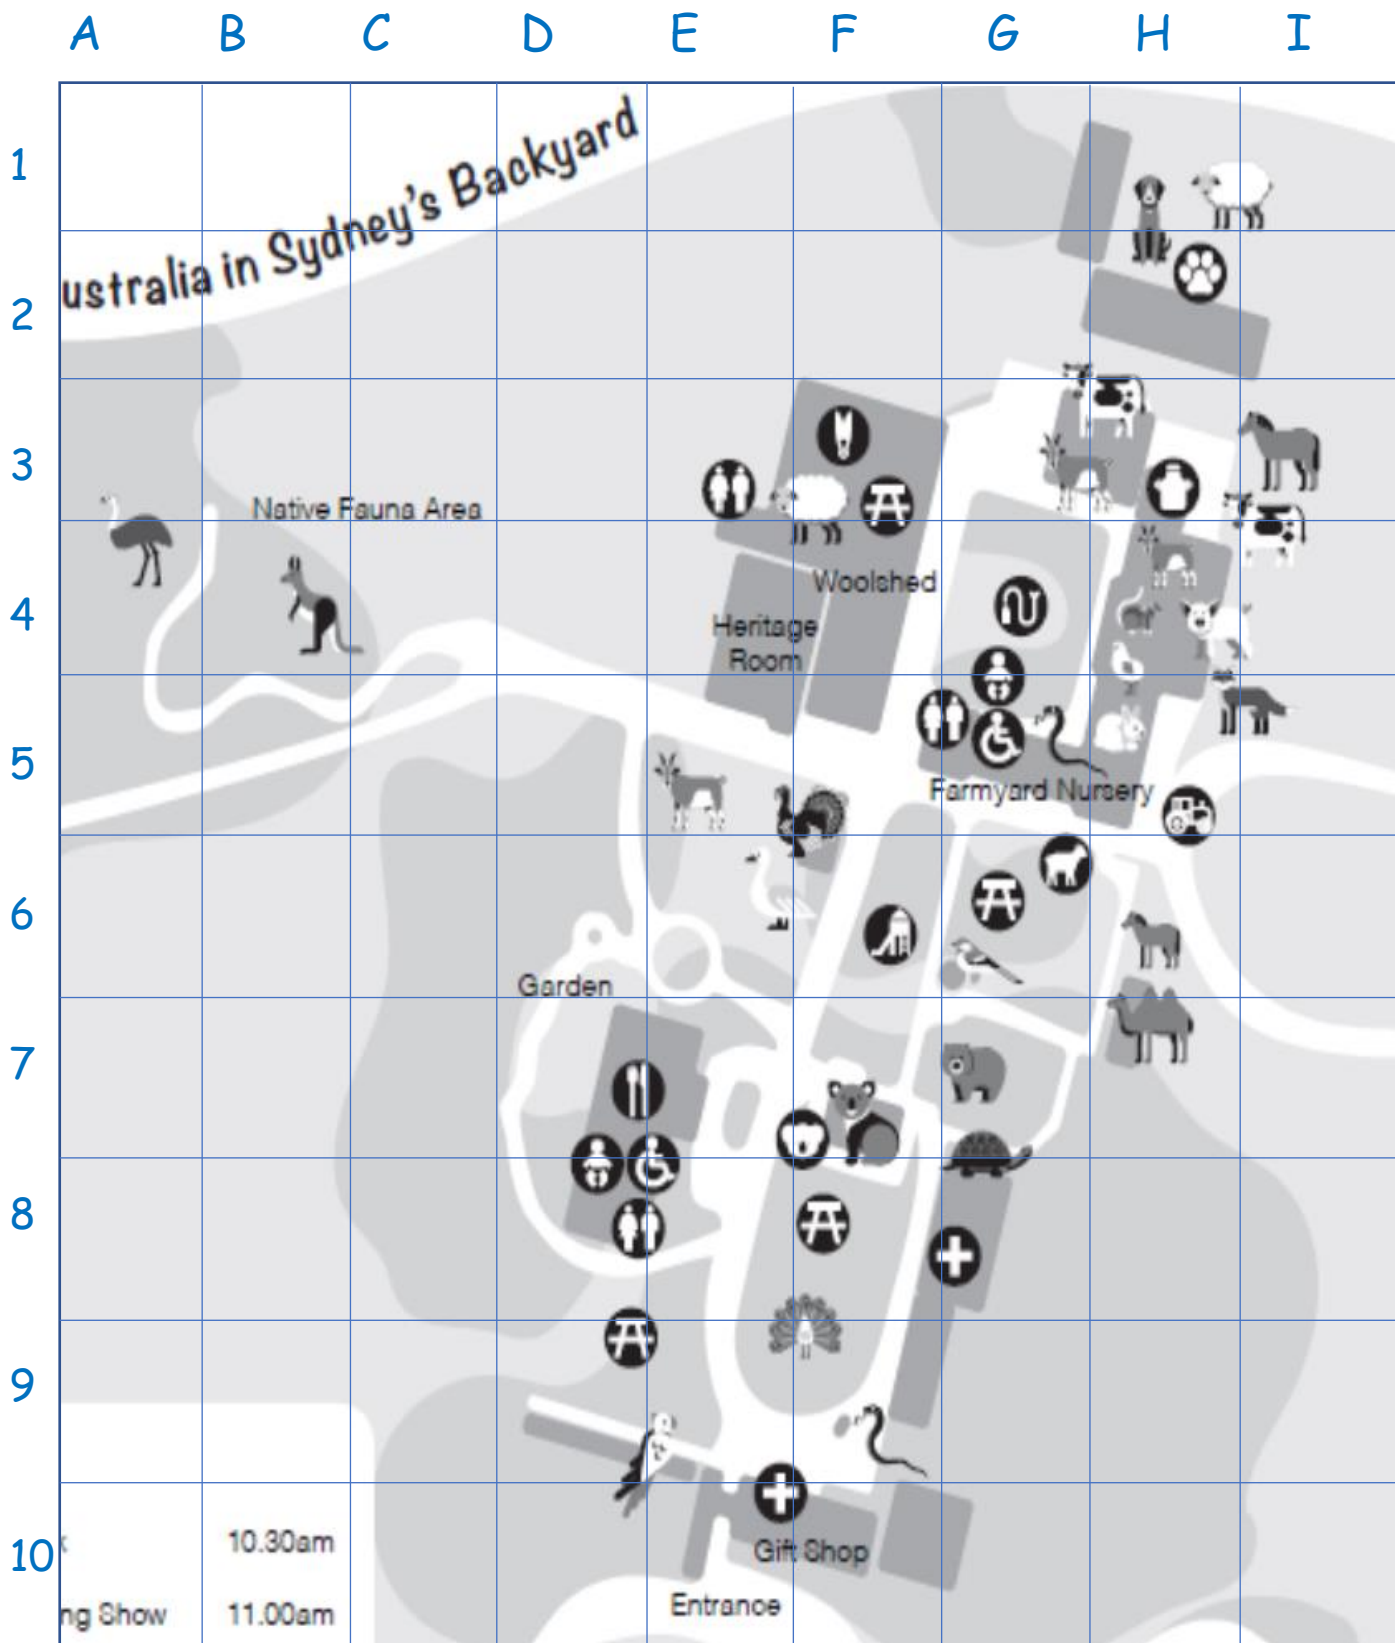 A B C D E F G H I
1
ustralia in Sydney's Backyard
2
3
Native Fauna Area
Woolshed
4
Heritage
Room
5
Farmyard Nursery
6
Garden
7
8
9
10
10.30am
Gift Shop
Entrance
ng Show 11.00am